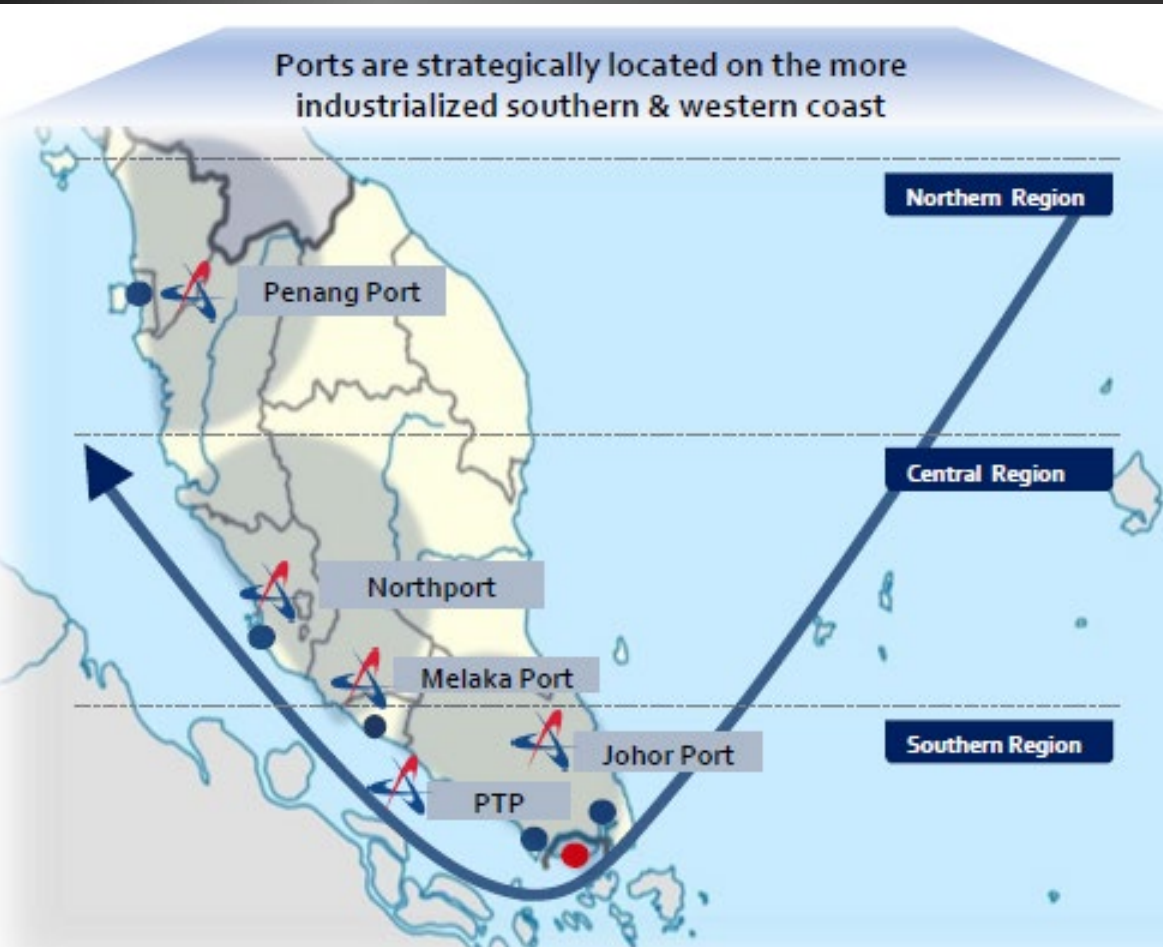 Ports are strategically located on the more
industrialized southern & western coast
Northern Region
Penang Port
Central Region
Northport
Melaka Port
Southern Region
Johor Port
PTP